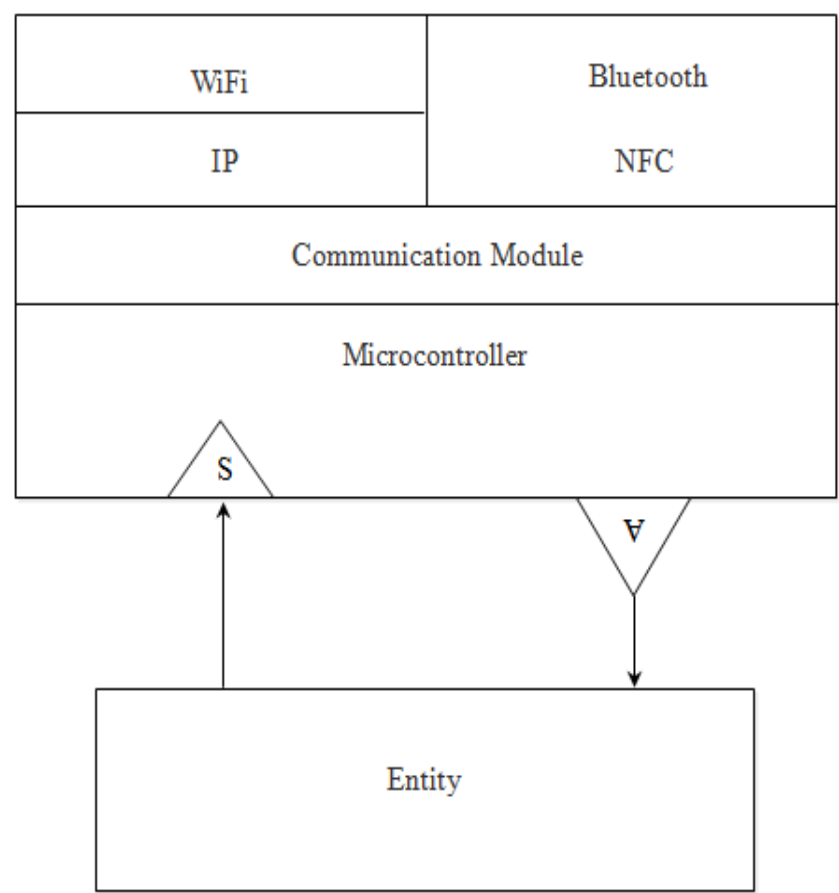 WiFi
Bluetooth
IP
NFC
Communication Module
Microcontroller
S
A
Entity